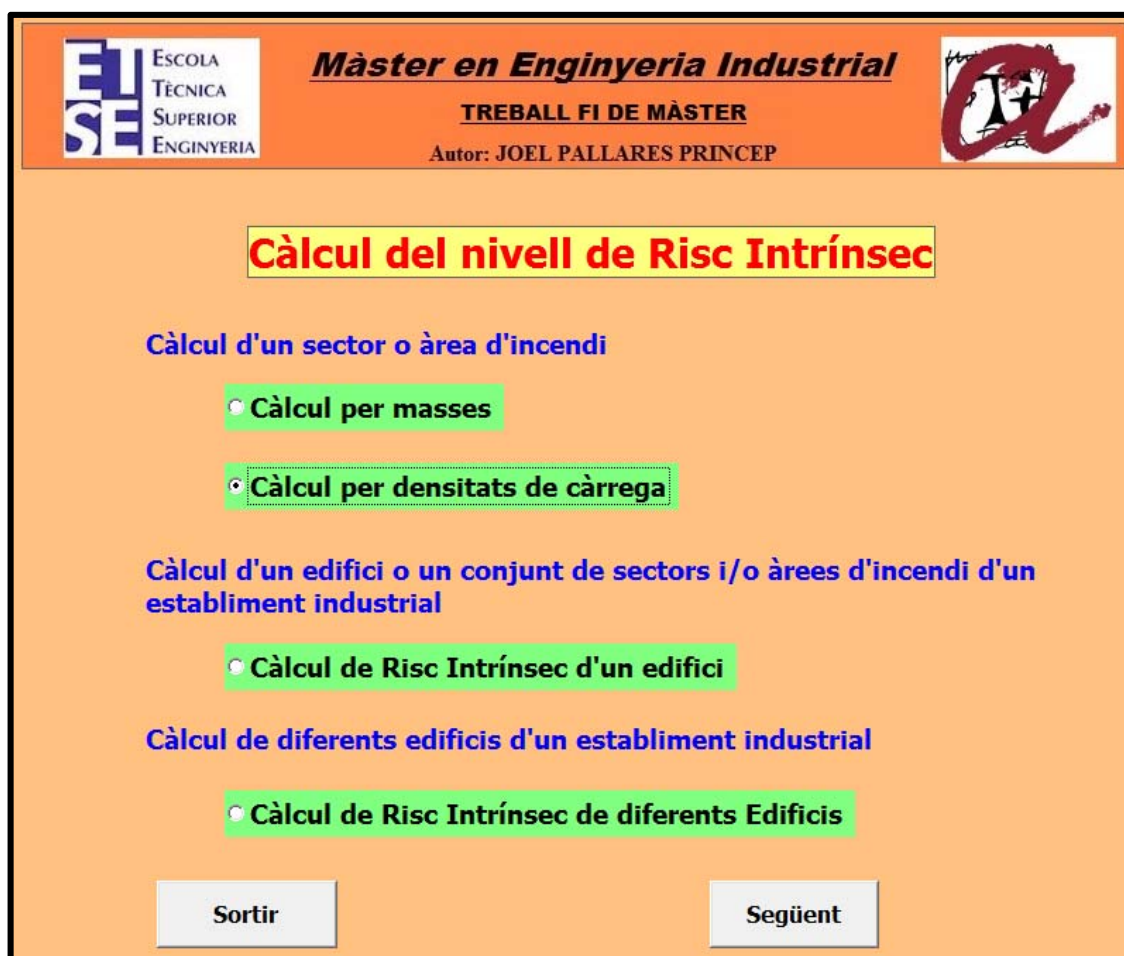 ESCOLA
TÈCNICA
SUPERIOR
ENGINYERIA
ETSE
Màster en Enginyeria Industrial
TREBALL FI DE MÀSTER
Autor: JOEL PALLARES PRINCEP
Càlcul del nivell de Risc Intrínsec
Càlcul d'un sector o àrea d'incendi
Càlcul per masses
Càlcul per densitats de càrrega
Càlcul d'un edifici o un conjunt de sectors i/o àrees d'incendi d'un
establiment industrial
Càlcul de Risc Intrínsec d'un edifici
Càlcul de diferents edificis d'un establiment industrial
Càlcul de Risc Intrínsec de diferents Edificis
Sortir
Següent